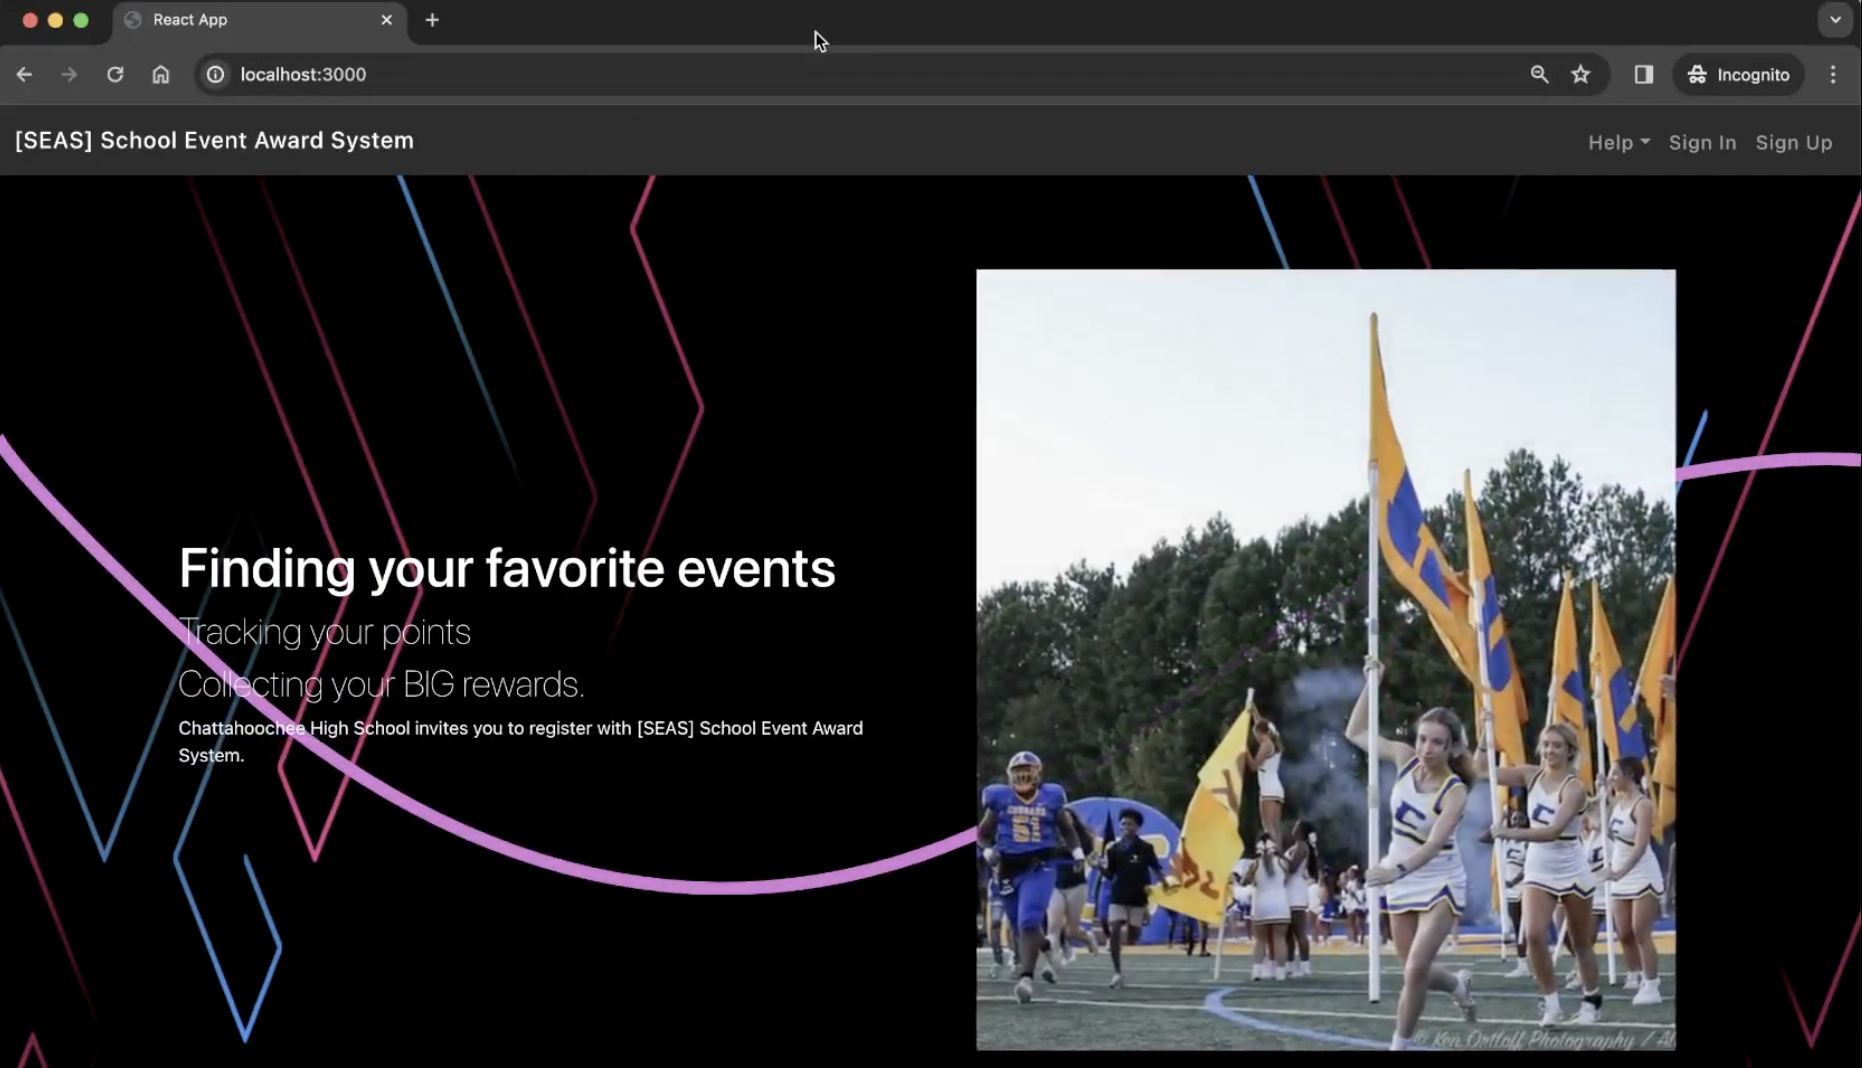 React App
localhost:3000
Incognito
[SEAS] School Event Award System
Help
Sign In
Sign Up
Finding your favorite events
Tracking your points
Collecting your BIG rewards.
Chattahoochee High School invites you to register with [SEAS] School Event Award
System.
COUGARS
© Ken Ortloff Photography /